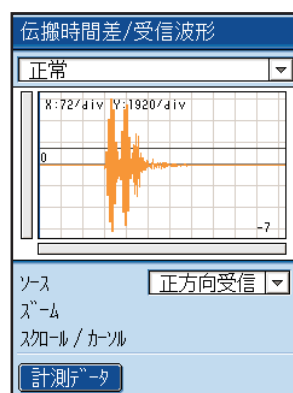 伝搬時間差/受信波形
正常
X:72/div Y:1920/div
0
-7
ソース 正方向受信
ズーム
スクロール / カーソル
計測データ